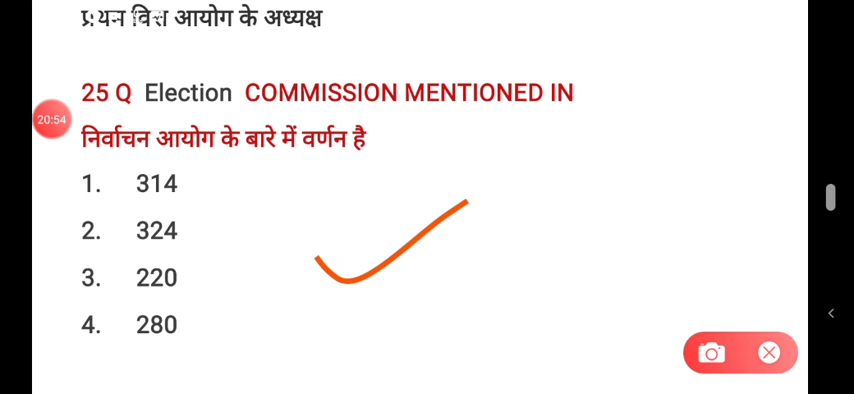 आयोग के अध्यक्ष
25 Q Election COMMISSION MENTIONED IN
20:54
निर्वाचन आयोग के बारे में वर्णन है
1. 314
2. 324
3. 220
4. 280